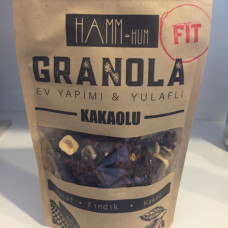 HAMM-HUM
FIT
GRANOLA
EV YAPIMI & YULAFLI
KAKAOLU
Fındık